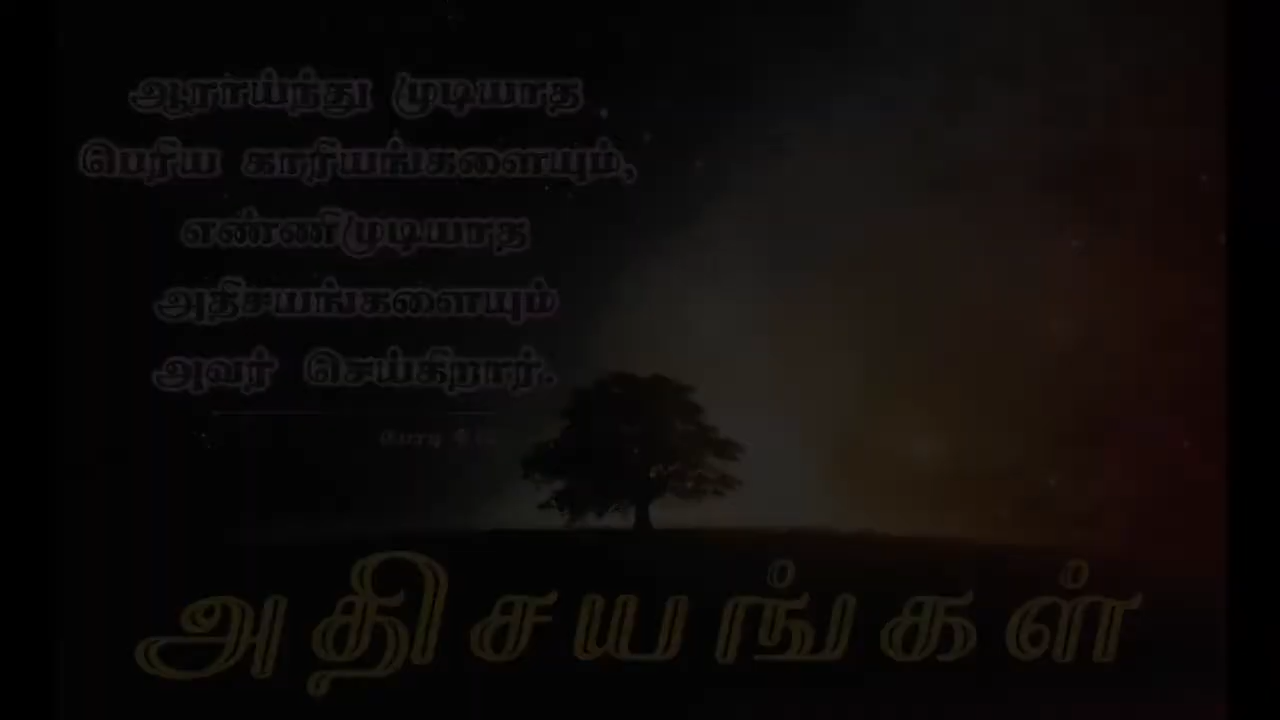 ஆராய்ந்து முடியாத
பெரிய காரியங்களையும்,
எண்ணிமுடியாத
அதிசயங்களையும்
அவர் செய்கிறார்.
அதிசயங்கள்